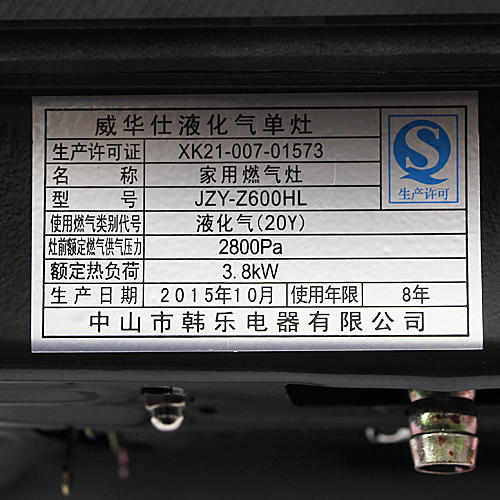 威华仕液化气单灶
生产许可证 XK21-007-01573
名 称 家用燃气灶
型 号 JZY-Z600HL
使用燃气类别代号 液化气(20Y)
灶前额定燃气供气压力 2800Pa
额定热负荷 3.8kW
生产日期 2015年10月 使用年限 8年
中山市韩乐电器有限公司
生产许可